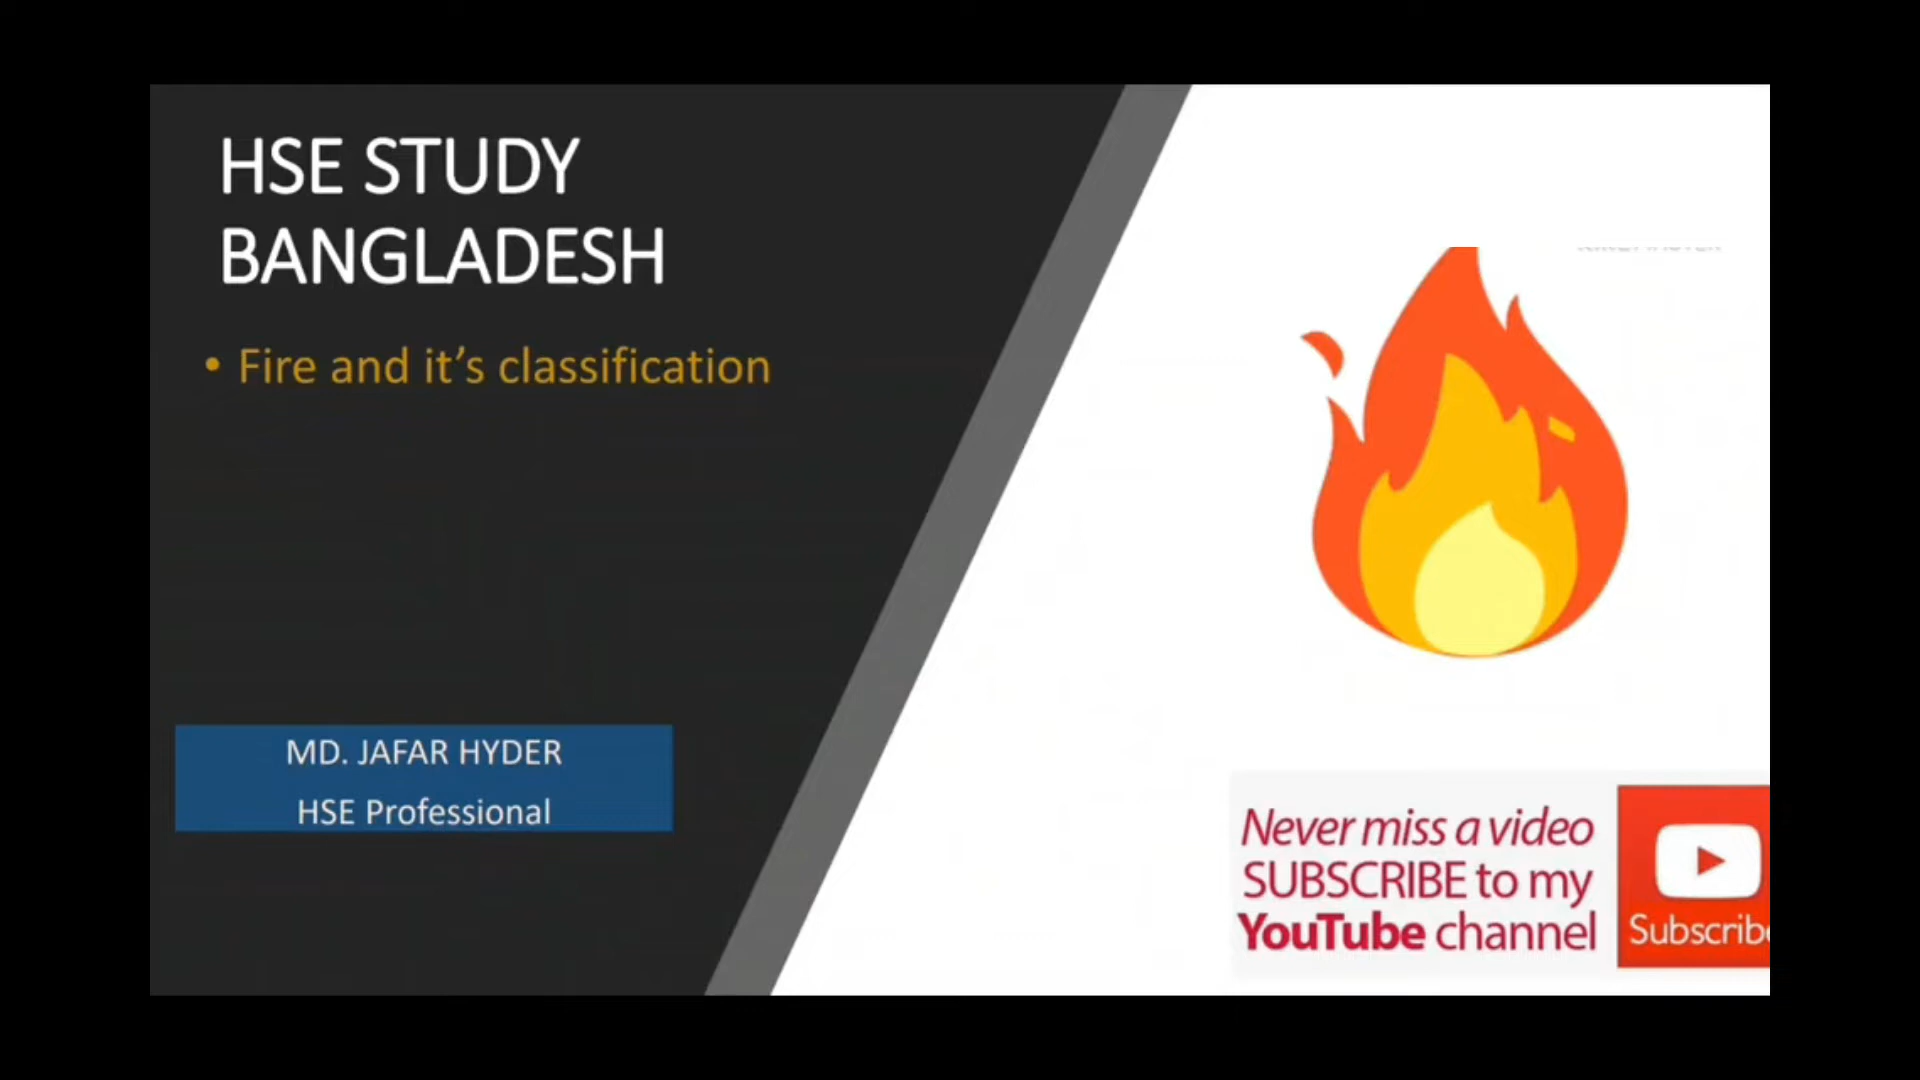 HSE STUDY
BANGLADESH
• Fire and it's classification
MD. JAFAR HYDER
HSE Professional
Never miss a video
SUBSCRIBE to my
YouTube channel
Subscribe